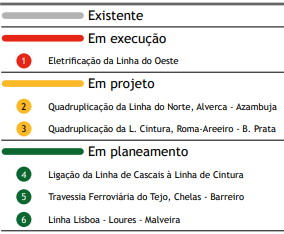 Existente
Em execução
1 Eletrificação da Linha do Oeste
Em projeto
2 Quadruplicação da Linha do Norte, Alverca - Azambuja
3 Quadruplicação da L. Cintura, Roma-Areeiro - B. Prata
Em planeamento
4 Ligação da Linha de Cascais à Linha de Cintura
5 Travessia Ferroviária do Tejo, Chelas - Barreiro
6 Linha Lisboa - Loures - Malveira